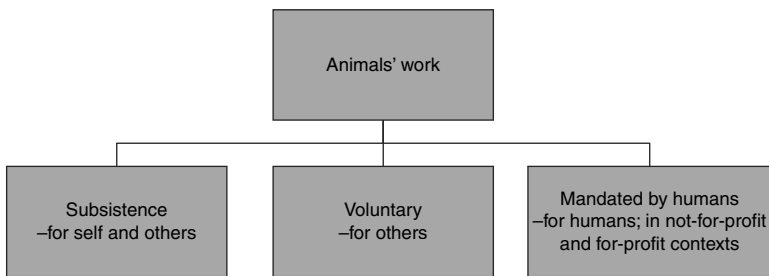 Animals’ work
Subsistence
–for self and others
Voluntary
–for others
Mandated by humans
–for humans; in not-for-profit
and for-profit contexts